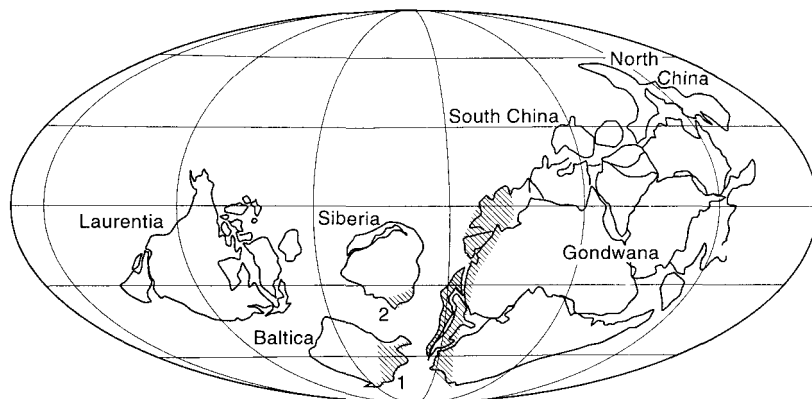 North
China
South China
Laurentia
Siberia
Gondwana
2
Baltica
1